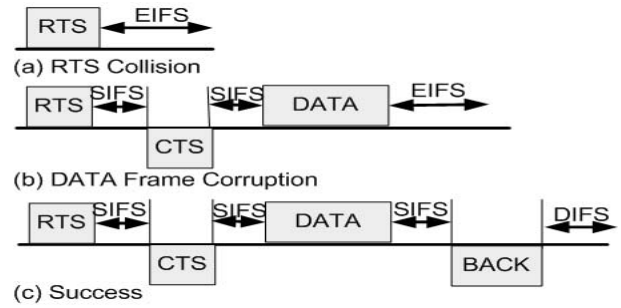 RTS EIFS
(a) RTS Collision
RTS SIFS SIFS DATA EIFS
CTS
(b) DATA Frame Corruption
RTS SIFS SIFS DATA SIFS DIFS
CTS BACK
(c) Success